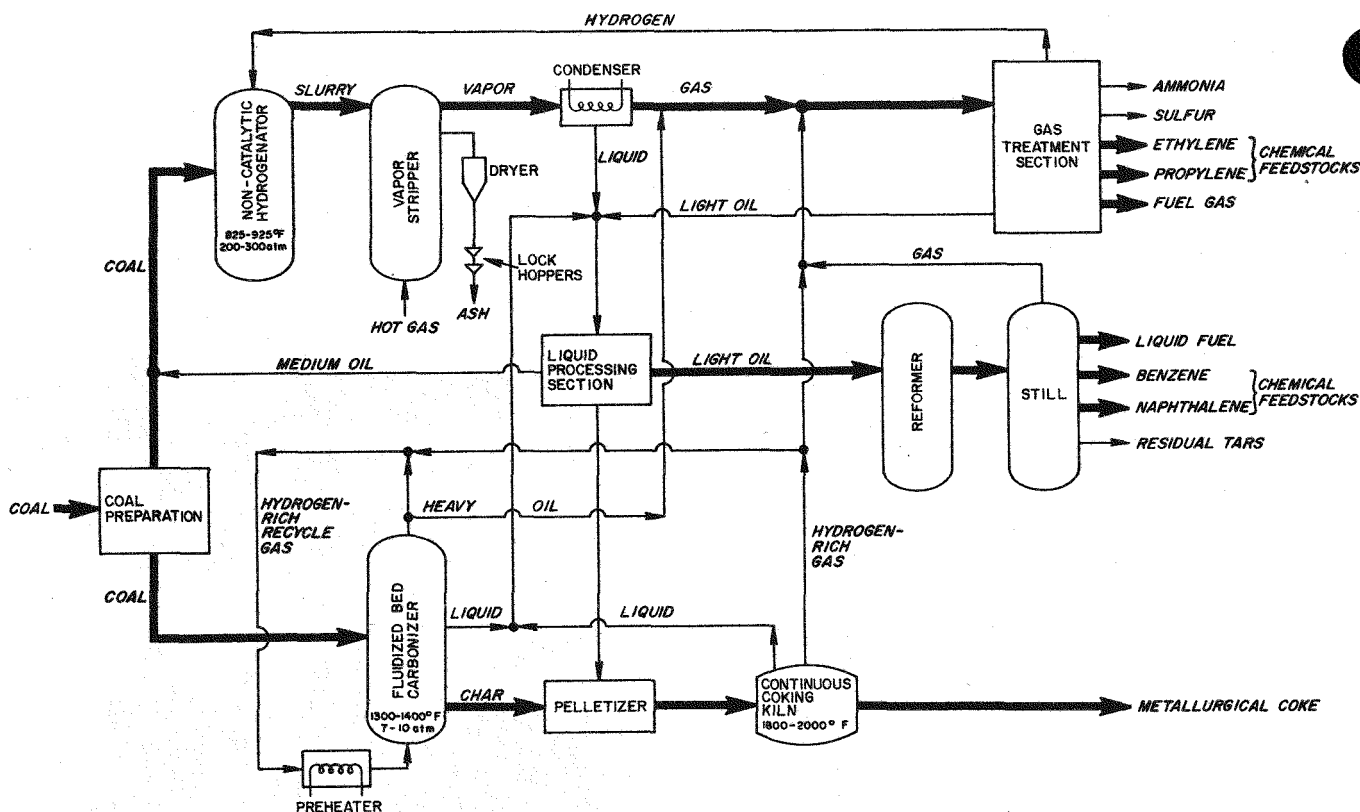 HYDROGEN
CONDENSER
SLURRY
VAPOR
GAS
AMMONIA
SULFUR
GAS
TREATMENT
SECTION
ETHYLENE
PROPYLENE
CHEMICAL
FEEDSTOCKS
FUEL GAS
NON-CATALYTIC
HYDROGENATOR
825-925°F
200-300atm
VAPOR
STRIPPER
DRYER
LIQUID
LIGHT OIL
COAL
LOCK
HOPPERS
HOT GAS
ASH
GAS
MEDIUM OIL
LIQUID
PROCESSING
SECTION
LIGHT OIL
REFORMER
STILL
LIQUID FUEL
BENZENE
NAPHTHALENE
CHEMICAL
FEEDSTOCKS
RESIDUAL TARS
COAL
COAL
PREPARATION
HYDROGEN-
RICH
RECYCLE
GAS
HEAVY OIL
HYDROGEN-
RICH
GAS
COAL
FLUIDIZED BED
CARBONIZER
1300-1400°F
7-10 atm
LIQUID
LIQUID
CHAR
PELLETIZER
CONTINUOUS
COKING
KILN
1800-2000° F
METALLURGICAL COKE
PREHEATER